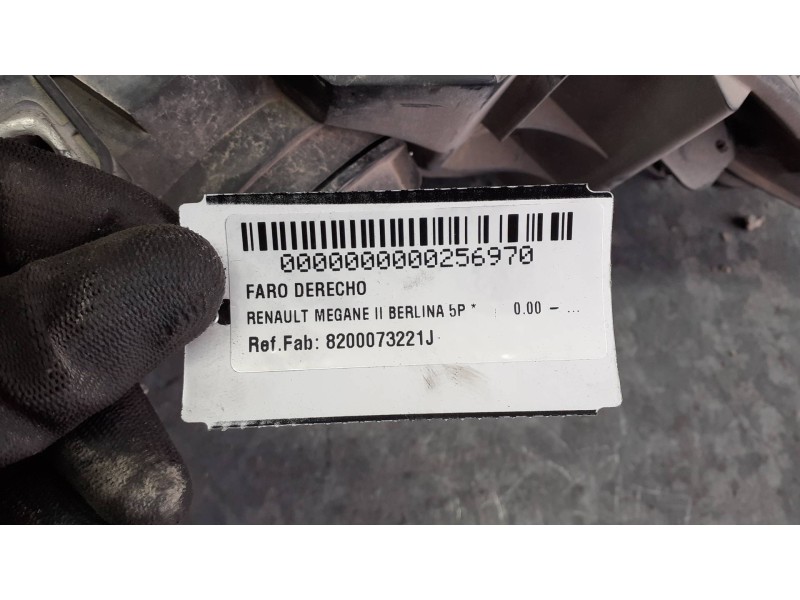 0000000000256970
FARO DERECHO
RENAULT MEGANE II BERLINA 5P * | 0.00 – ...
Ref.Fab: 8200073221J